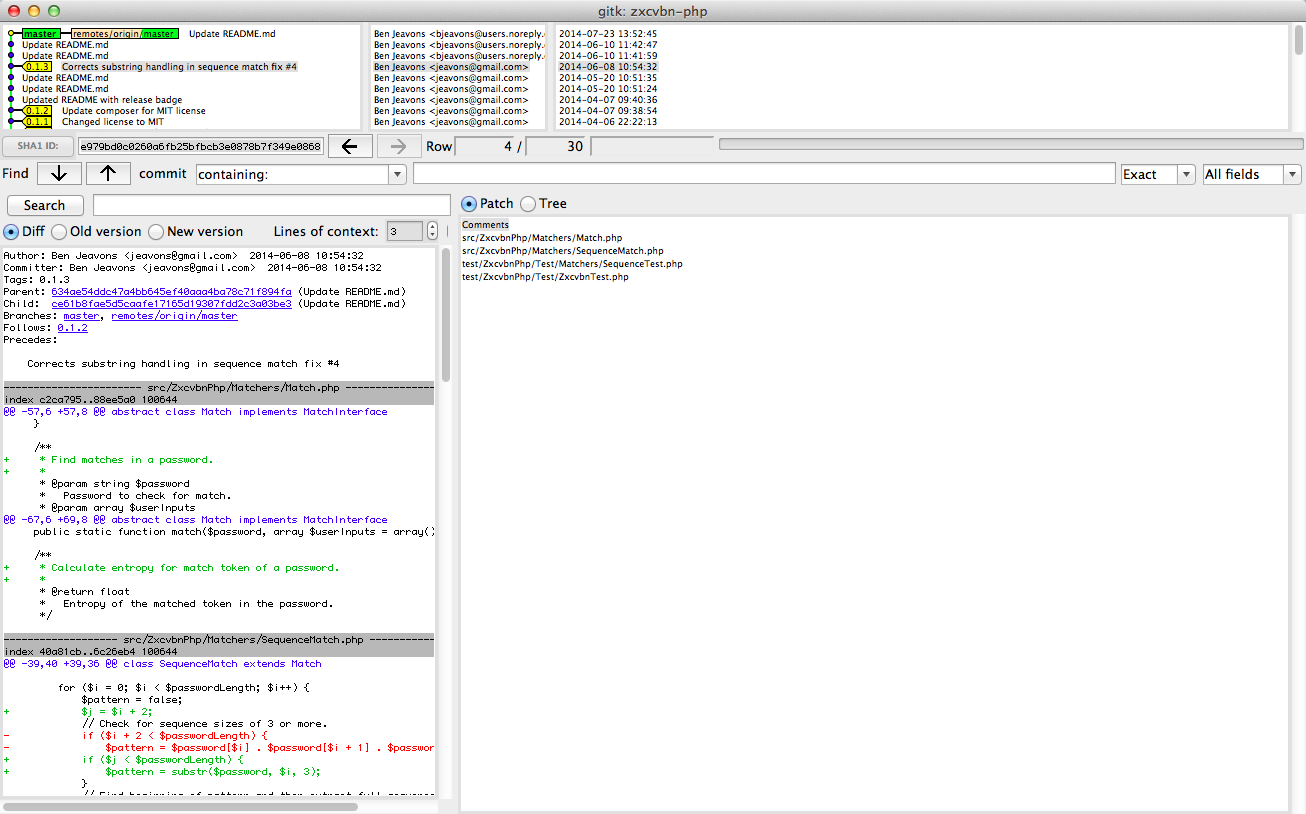 gitk: zxcvbn-php
master remotes/origin/master Update README.md Ben Jeavons <bjeavons@users.noreply. 2014-07-23 13:52:45
Update README.md Ben Jeavons <bjeavons@users.noreply. 2014-06-10 11:42:47
Update README.md Ben Jeavons <bjeavons@users.noreply. 2014-06-10 11:41:59
0.1.3 Corrects substring handling in sequence match fix #4 Ben Jeavons <jeavons@gmail.com> 2014-06-08 10:54:32
Update README.md Ben Jeavons <jeavons@gmail.com> 2014-05-20 10:51:35
Update README.md Ben Jeavons <jeavons@gmail.com> 2014-05-20 10:51:24
Updated README with release badge Ben Jeavons <jeavons@gmail.com> 2014-04-07 09:40:36
0.1.2 Update composer for MIT license Ben Jeavons <jeavons@gmail.com> 2014-04-07 09:38:54
0.1.1 Changed license to MIT Ben Jeavons <jeavons@gmail.com> 2014-04-06 22:22:13
SHA1 ID: e979bd0c0260a6fb25bfbcb3e0878b7f349e0868 Row 4 / 30
Find commit containing: Exact All fields
Search
Patch Tree
Diff Old version New version Lines of context: 3
Comments
src/ZxcvbnPhp/Matchers/Match.php
src/ZxcvbnPhp/Matchers/SequenceMatch.php
test/ZxcvbnPhp/Test/Matchers/SequenceTest.php
test/ZxcvbnPhp/Test/ZxcvbnTest.php
Author: Ben Jeavons <jeavons@gmail.com>  2014-06-08 10:54:32
Committer: Ben Jeavons <jeavons@gmail.com>  2014-06-08 10:54:32
Tags: 0.1.3
Parent: 634ae54ddc47a4bb645ef40aaa4ba78c71f894fa (Update README.md)
Child:  ce61b8fae5d5caafe17165d19307fdd2c3a03be3 (Update README.md)
Branches: master, remotes/origin/master
Follows: 0.1.2
Precedes:
Corrects substring handling in sequence match fix #4
----------------------- src/ZxcvbnPhp/Matchers/Match.php ---------------
index c2ca795..88ee5a0 100644
@@ -57,6 +57,8 @@ abstract class Match implements MatchInterface
     }
     /**
+     * Find matches in a password.
+     *
      * @param string $password
      *   Password to check for match.
      * @param array $userInputs
@@ -67,6 +69,8 @@ abstract class Match implements MatchInterface
     public static function match($password, array $userInputs = array()
     /**
+     * Calculate entropy for match token of a password.
+     *
      * @return float
      *   Entropy of the matched token in the password.
      */
------------------- src/ZxcvbnPhp/Matchers/SequenceMatch.php -----------
index 40a81cb..6c26eb4 100644
@@ -39,40 +39,36 @@ class SequenceMatch extends Match
         for ($i = 0; $i < $passwordLength; $i++) {
             $pattern = false;
+            $j = $i + 2;
             // Check for sequence sizes of 3 or more.
-            if ($i + 2 < $passwordLength) {
-                $pattern = $password[$i] . $password[$i + 1] . $passwor
+            if ($j < $passwordLength) {
+                $pattern = substr($password, $i, 3);
             }